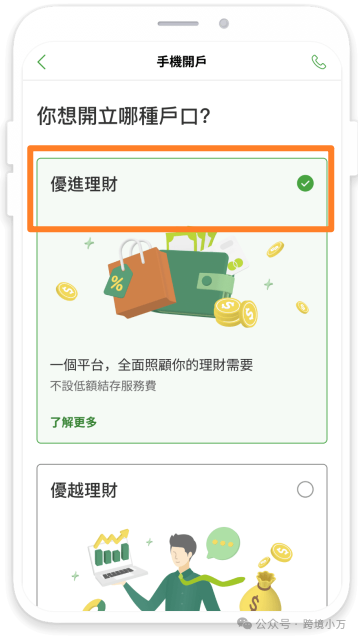 手機開戶
你想開立哪種戶口?
優進理財
%
一個平台，全面照顧你的理財需要
不設低額結存服務費
了解更多
優越理財
公众号 · 跨境小万